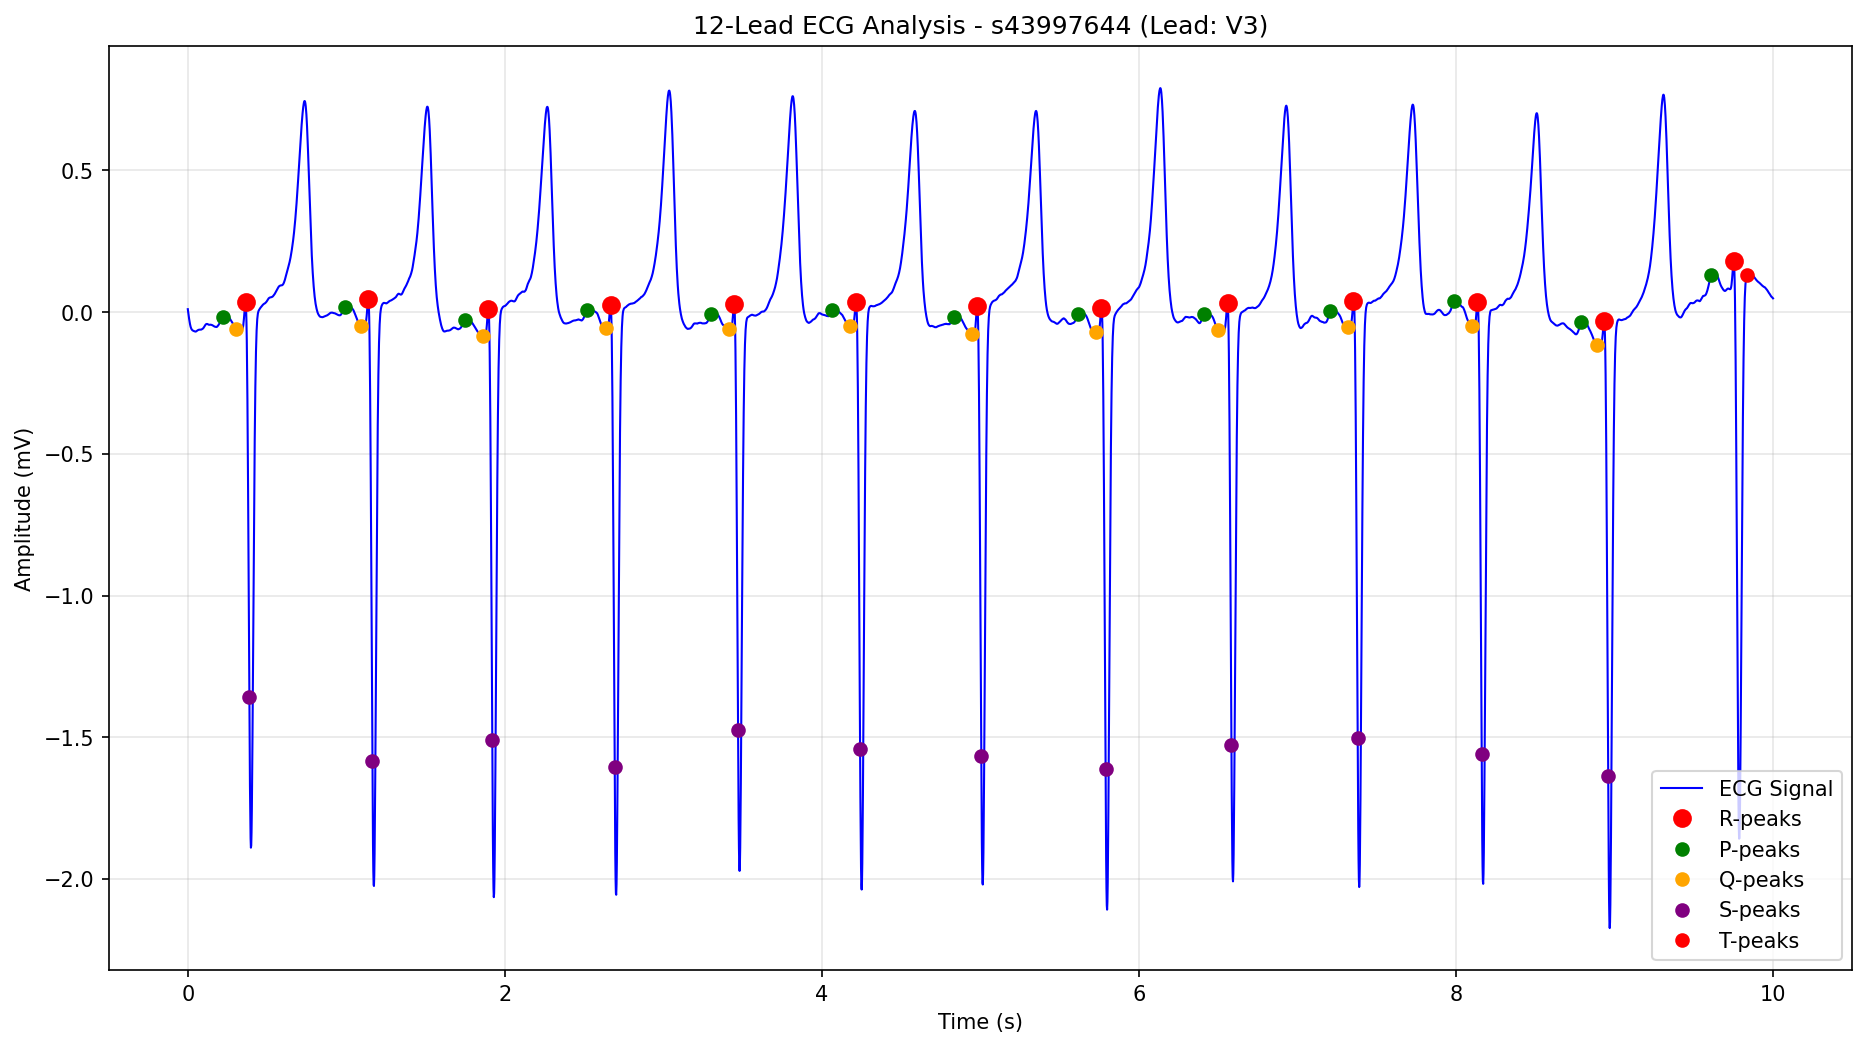 12-Lead ECG Analysis - s43997644 (Lead: V3)
Amplitude (mV)
0.5
0.0
−0.5
−1.0
−1.5
−2.0
ECG Signal
R-peaks
P-peaks
Q-peaks
S-peaks
T-peaks
0 2 4 6 8 10
Time (s)